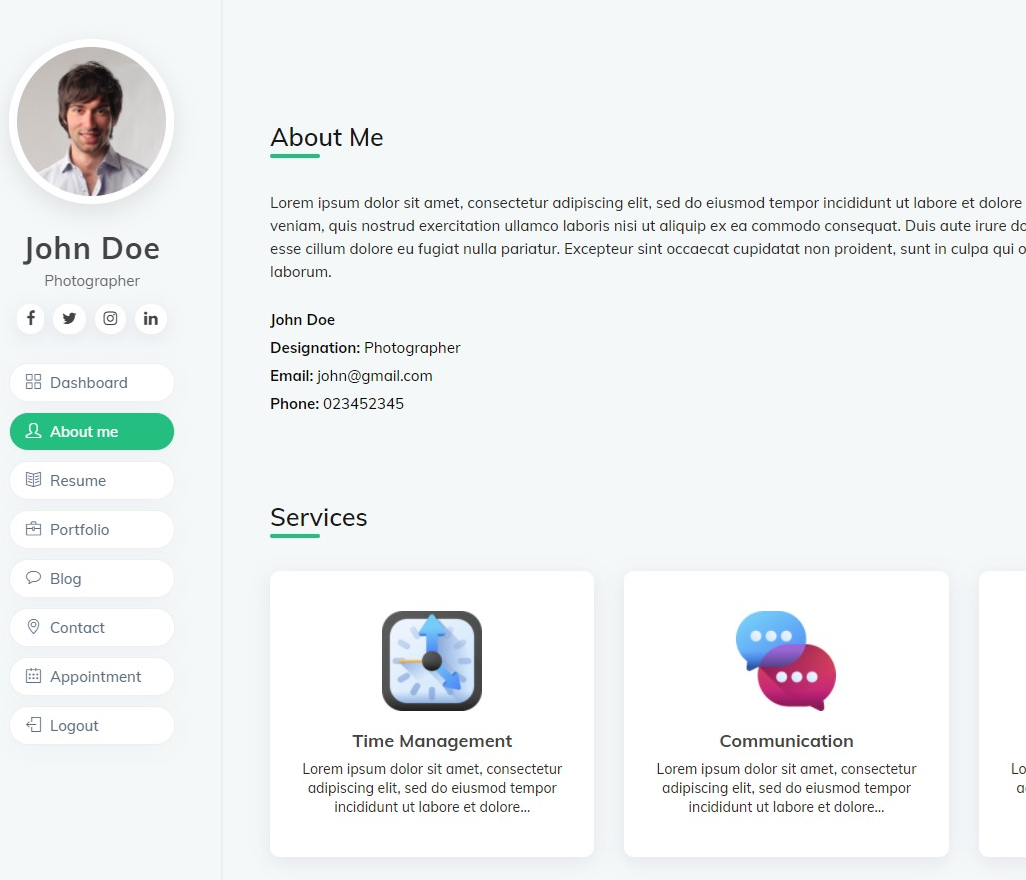 John Doe
Photographer
Dashboard
About me
Resume
Portfolio
Blog
Contact
Appointment
Logout
About Me
Lorem ipsum dolor sit amet, consectetur adipiscing elit, sed do eiusmod tempor incididunt ut labore et dolore
veniam, quis nostrud exercitation ullamco laboris nisi ut aliquip ex ea commodo consequat. Duis aute irure do
esse cillum dolore eu fugiat nulla pariatur. Excepteur sint occaecat cupidatat non proident, sunt in culpa qui o
laborum.
John Doe
Designation: Photographer
Email: john@gmail.com
Phone: 023452345
Services
Time Management
Lorem ipsum dolor sit amet, consectetur
adipiscing elit, sed do eiusmod tempor
incididunt ut labore et dolore...
Communication
Lorem ipsum dolor sit amet, consectetur
adipiscing elit, sed do eiusmod tempor
incididunt ut labore et dolore...
Lo
a